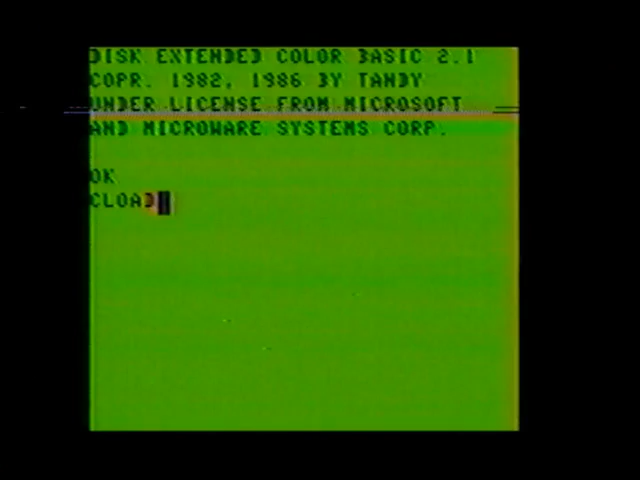 DISK EXTENDED COLOR BASIC 2.1
COPR. 1982, 1986 BY TANDY
UNDER LICENSE FROM MICROSOFT
AND MICROWARE SYSTEMS CORP.
OK
CLOAD